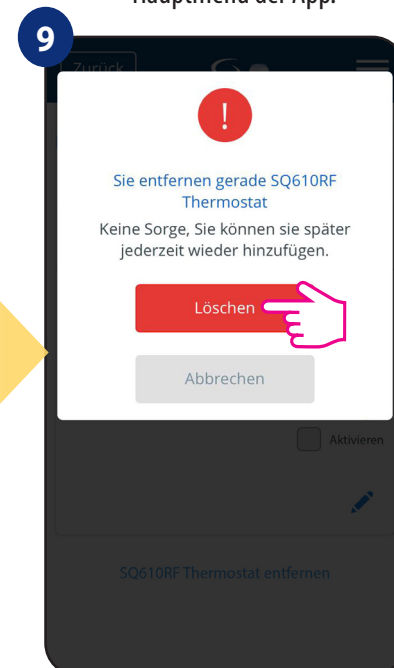 Hauptmenü der App.
9
Zurück
!
Sie entfernen gerade SQ610RF
Thermostat
Keine Sorge, Sie können sie später
jederzeit wieder hinzufügen.
Löschen
Abbrechen
Aktivieren
SQ610RF Thermostat entfernen